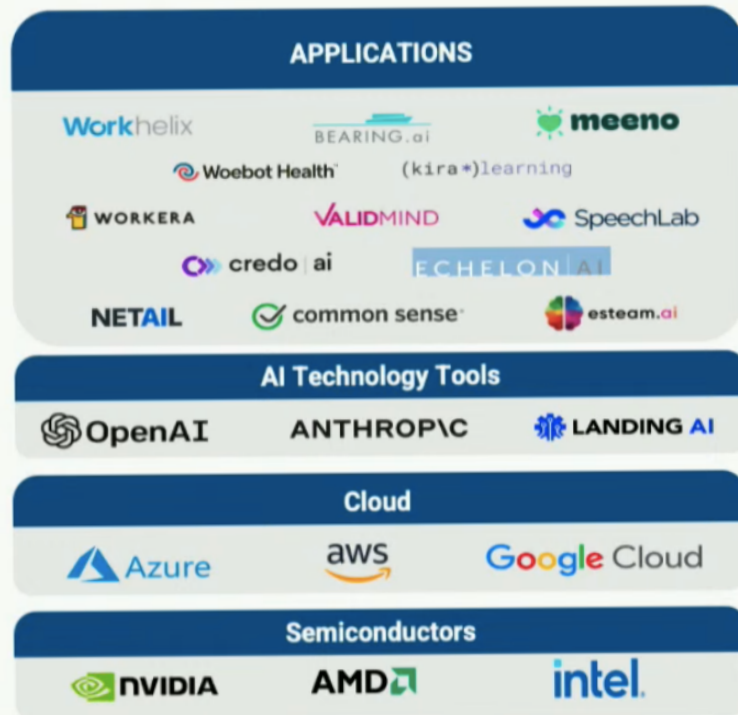 APPLICATIONS
Workhelix BEARING.ai meeno
Woebot Health (kira*)learning
WORKERA VALIDMIND SpeechLab
credo ai ECHELON AI
NETAIL common sense esteam.ai
AI Technology Tools
OpenAI ANTHROP\C LANDING AI
Cloud
Azure aws Google Cloud
Semiconductors
NVIDIA AMD intel.